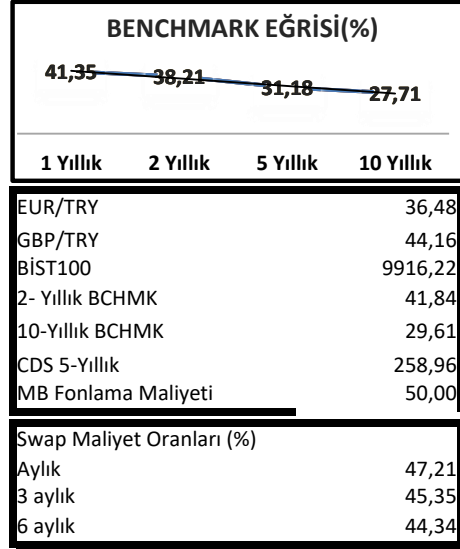 BENCHMARK EĞRİSİ(%)
41,35 38,21 31,18 27,71
1 Yıllık 2 Yıllık 5 Yıllık 10 Yıllık
EUR/TRY 36,48
GBP/TRY 44,16
BİST100 9916,22
2- Yıllık BCHMK 41,84
10-Yıllık BCHMK 29,61
CDS 5-Yıllık 258,96
MB Fonlama Maliyeti 50,00
Swap Maliyet Oranları (%)
Aylık 47,21
3 aylık 45,35
6 aylık 44,34